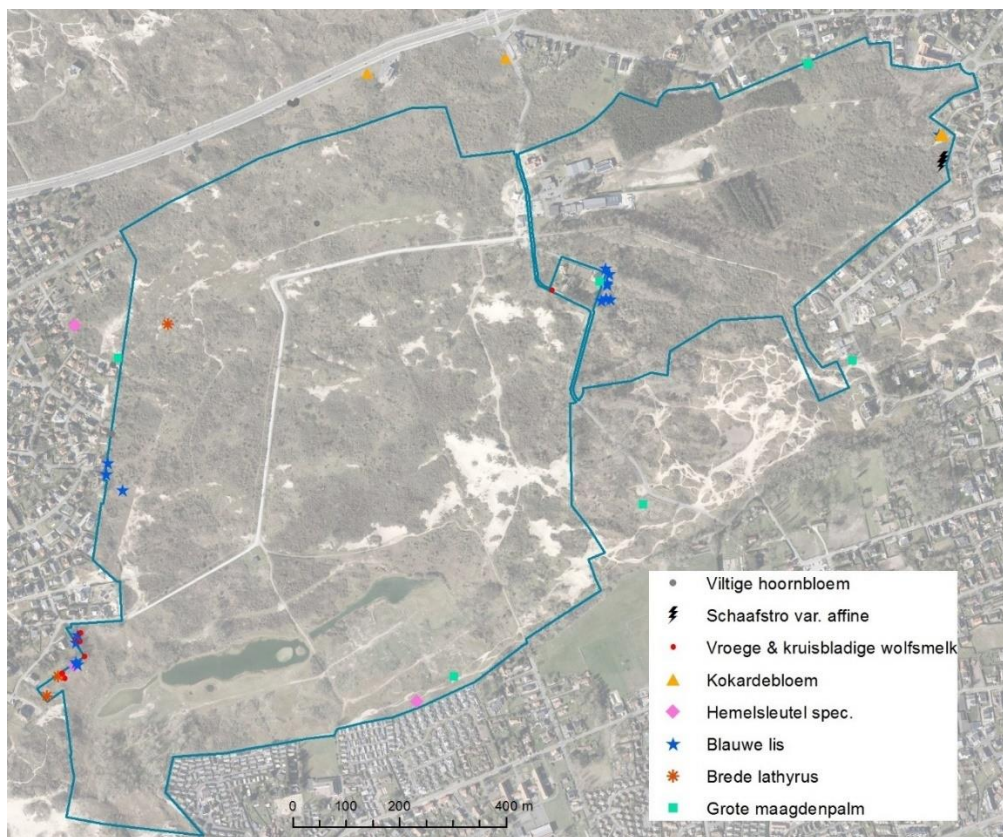 Viltige hoornbloem
Schaafstro var. affine
Vroege & kruisbladige wolfsmelk
Kokardebloem
Hemelsleutel spec.
Blauwe lis
Brede lathyrus
Grote maagdenpalm
0 100 200 400 m